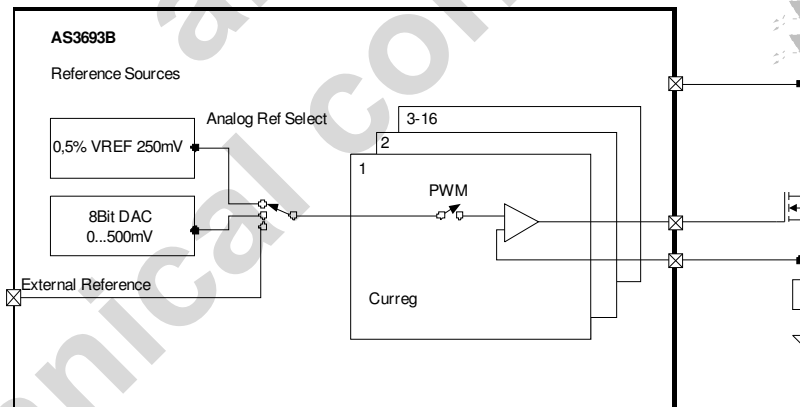 AS3693B
Reference Sources
Analog Ref Select
0,5% VREF 250mV
8Bit DAC
0...500mV
External Reference
3-16
2
1
PWM
Curreg